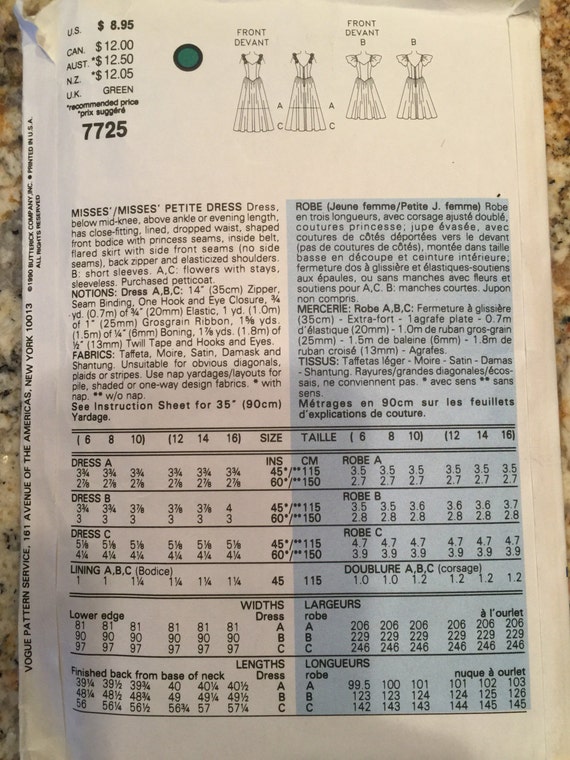 U.S. $ 8.95
CAN. $ 12.00
AUST. *$ 12.50
N.Z. *$ 12.05
U.K. GREEN
*recommended price
*prix suggéré
7725
FRONT
DEVANT
A
C
FRONT
DEVANT
B
B
VOGUE PATTERN SERVICE, 161 AVENUE OF THE AMERICAS, NEW YORK, NEW YORK 10013 ©1990 BUTTERICK COMPANY, INC. ● PRINTED IN U.S.A.
ALL RIGHTS RESERVED
MISSES'/MISSES' PETITE DRESS Dress,
below mid-knee, above ankle or evening length,
has close-fitting, lined, dropped waist, shaped
front bodice with princess seams, inside belt,
flared skirt with side front seams (no side
seams), back zipper and elasticized shoulders.
B: short sleeves. A,C: flowers with stays,
sleeveless. Purchased petticoat.
NOTIONS: Dress A,B,C: 14" (35cm) Zipper,
Seam Binding, One Hook and Eye Closure, ¾
yd. (0.7m) of ¾" (20mm) Elastic, 1 yd. (1.0m)
of 1" (25mm) Grosgrain Ribbon, 1⅝ yds.
(1.5m) of ¼" (6mm) Boning, 1⅞ yds. (1.8m) of
½" (13mm) Twill Tape and Hooks and Eyes.
FABRICS: Taffeta, Moire, Satin, Damask and
Shantung. Unsuitable for obvious diagonals,
plaids or stripes. Use nap yardages/layouts for
pile, shaded or one-way design fabrics. * with
nap. ** w/o nap.
See Instruction Sheet for 35" (90cm)
Yardage.
ROBE (Jeune femme/Petite J. femme) Robe
en trois longueurs, avec corsage ajusté doublé,
coutures princesse; jupe évasée, avec
coutures de côtés déportées vers le devant
(pas de coutures de côtés), montée dans taille
basse en découpe et ceinture intérieure;
fermeture dos à glissière et élastiques-soutiens
aux épaules, ou sans manches avec fleurs et
soutiens pour A,C. B: manches courtes. Jupon
non compris.
MERCERIE: Robe A,B,C: Fermeture à glissière
(35cm) - Extra-fort - 1agrafe plate - 0.7m
d'élastique (20mm) - 1.0m de ruban gros-grain
(25mm) - 1.5m de baleine (6mm) - 1.8m de
ruban croisé (13mm) - Agrafes.
TISSUS: Taffetas léger - Moire - Satin - Damas
- Shantung. Rayures/grandes diagonales/écos-
sais, ne conviennent pas. * avec sens ** sans
sens.
Métrages en 90cm sur les feuillets
d'explications de couture.
( 6 8 10) (12 14 16) SIZE TAILLE ( 6 8 10) (12 14 16)
DRESS A INS CM ROBE A
3¾ 3¾ 3¾ 3¾ 3¾ 3¾ 45*/**115 3.5 3.5 3.5 3.5 3.5 3.5
2⅞ 2⅞ 2⅞ 2⅞ 2⅞ 2⅞ 60*/**150 2.7 2.7 2.7 2.7 2.7 2.7
DRESS B ROBE B
3¾ 3¾ 3⅞ 3⅞ 3⅞ 4 45*/**115 3.5 3.5 3.6 3.6 3.6 3.7
3 3 3 3 3 3 60*/**150 2.8 2.8 2.8 2.8 2.8 2.8
DRESS C ROBE C
5⅛ 5⅛ 5⅛ 5⅛ 5⅛ 5⅛ 45*/**115 4.7 4.7 4.7 4.7 4.7 4.7
4¼ 4¼ 4¼ 4¼ 4¼ 4¼ 60*/**150 3.9 3.9 3.9 3.9 3.9 3.9
LINING A,B,C (Bodice) DOUBLURE A,B,C (corsage)
1 1 1¼ 1¼ 1¼ 1¼ 45 115 1.0 1.0 1.2 1.2 1.2 1.2
WIDTHS LARGEURS
Lower edge Dress robe à l'ourlet
81 81 81 81 81 81 A A 206 206 206 206 206 206
90 90 90 90 90 90 B B 229 229 229 229 229 229
97 97 97 97 97 97 C C 246 246 246 246 246 246
LENGTHS LONGUEURS
Finished back from base of neck Dress robe nuque à ourlet
39¼ 39½ 39¾ 40 40¼ 40½ A A 99.5 100 101 101 102 103
48¼ 48½ 48¾ 49 49¼ 49½ B B 123 123 124 124 125 126
56 56¼ 56½ 56¾ 57 57¼ C C 142 143 143 144 145 145